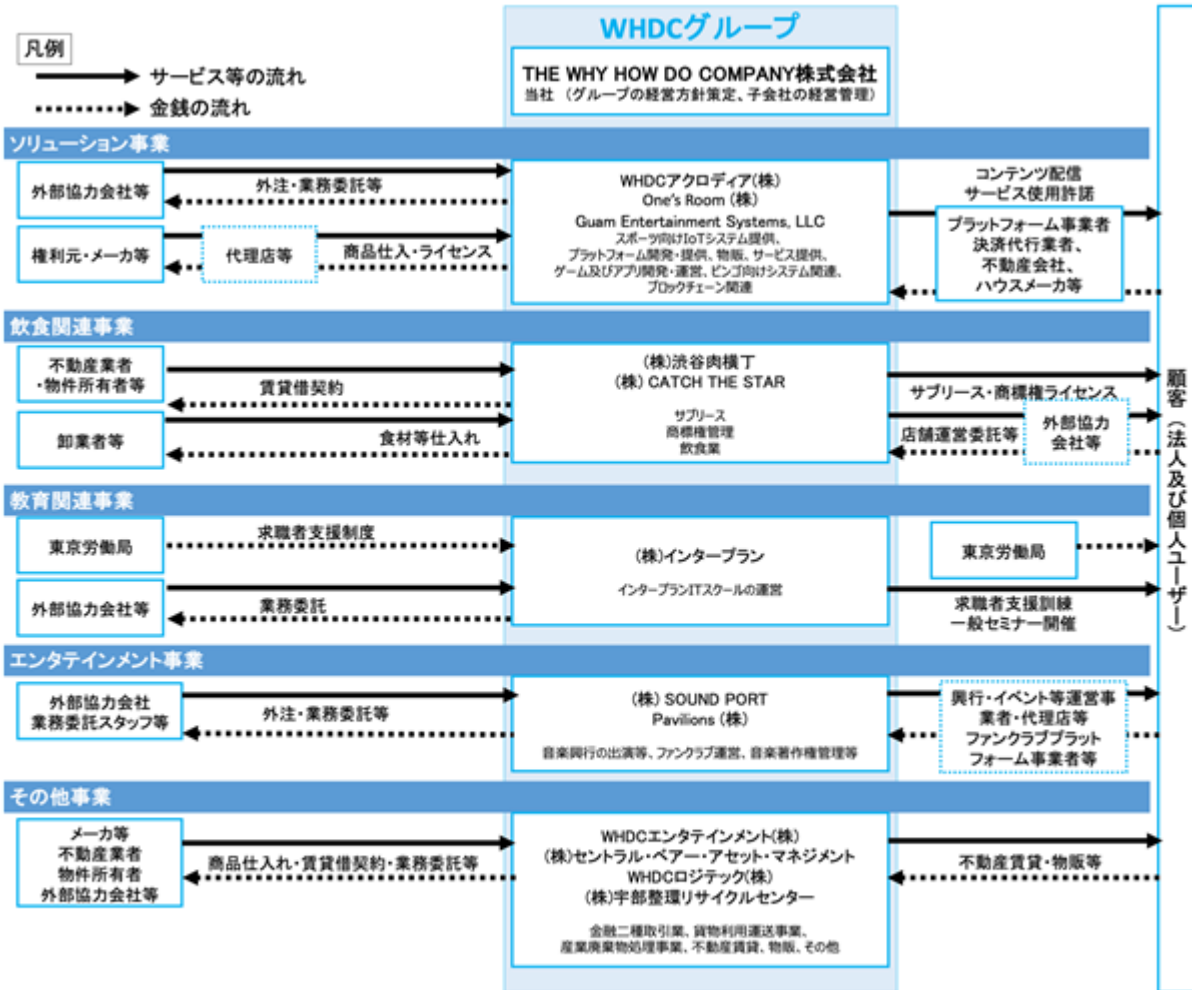 WHDCグループ
凡例
サービス等の流れ
金銭の流れ
THE WHY HOW DO COMPANY株式会社
当社 (グループの経営方針策定、子会社の経営管理)
ソリューション事業
外部協力会社等
外注・業務委託等
権利元・メーカ等
代理店等
商品仕入・ライセンス
WHDCアクロディア(株)
One's Room (株)
Guam Entertainment Systems, LLC
スポーツ向けIoTシステム提供、
プラットフォーム開発・提供、物販、サービス提供、
ゲーム及びアプリ開発・運営、ビンゴ向けシステム関連、
ブロックチェーン関連
コンテンツ配信
サービス使用許諾
プラットフォーム事業者
決済代行業者、
不動産会社、
ハウスメーカ等
飲食関連事業
不動産業者
・物件所有者等
賃貸借契約
卸業者等
食材等仕入れ
(株)渋谷肉横丁
(株) CATCH THE STAR
サブリース
商標権管理
飲食業
サブリース・商標権ライセンス
店舗運営委託等
外部協力
会社等
教育関連事業
東京労働局
求職者支援制度
外部協力会社等
業務委託
(株)インタープラン
インタープランITスクールの運営
東京労働局
求職者支援訓練
一般セミナー開催
エンタテインメント事業
外部協力会社
業務委託スタッフ等
外注・業務委託等
(株) SOUND PORT
Pavilions (株)
音楽興行の出演等、ファンクラブ運営、音楽著作権管理等
興行・イベント等運営事
業者・代理店等
ファンクラブプラット
フォーム事業者等
その他事業
メーカ等
不動産業者
物件所有者
外部協力会社等
商品仕入れ・賃貸借契約・業務委託等
WHDCエンタテインメント(株)
(株)セントラル・ベアー・アセット・マネジメント
WHDCロジテック(株)
(株)宇部整環リサイクルセンター
金融二種取引業、貨物利用運送事業、
産業廃棄物処理事業、不動産賃貸、物販、その他
不動産賃貸・物販等
顧客(法人及び個人ユーザー)